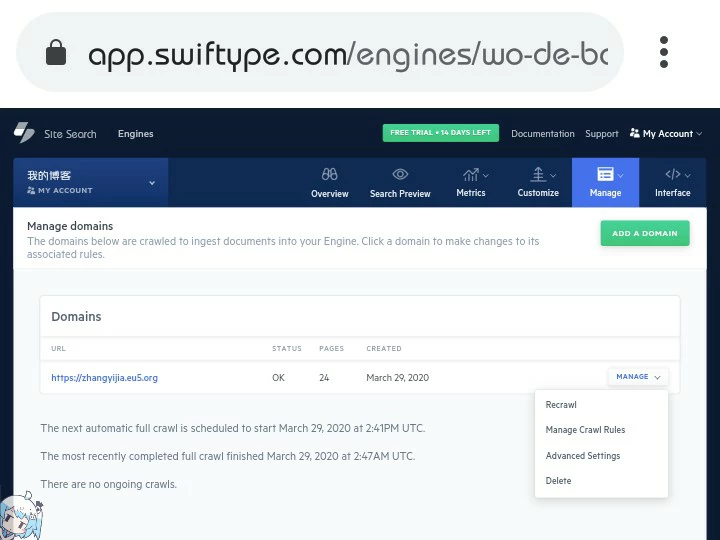 app.swiftype.com/engines/wo-de-bo
Site Search
Engines
FREE TRIAL • 14 DAYS LEFT
Documentation
Support
My Account
我的博客
MY ACCOUNT
Overview
Search Preview
Metrics
Customize
Manage
Interface
Manage domains
The domains below are crawled to ingest documents into your Engine. Click a domain to make changes to its
associated rules.
ADD A DOMAIN
Domains
URL STATUS PAGES CREATED
https://zhangyijia.eu5.org OK 24 March 29, 2020 MANAGE
Recrawl
Manage Crawl Rules
Advanced Settings
Delete
The next automatic full crawl is scheduled to start March 29, 2020 at 2:41PM UTC.
The most recently completed full crawl finished March 29, 2020 at 2:47AM UTC.
There are no ongoing crawls.